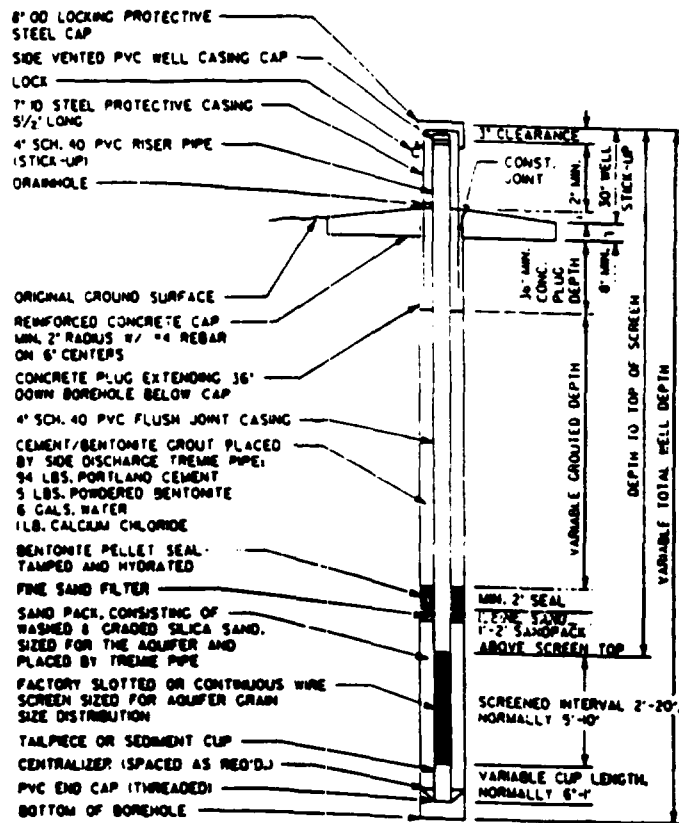 8" OD LOCKING PROTECTIVE
STEEL CAP
SIDE VENTED PVC WELL CASING CAP
LOCK
7" ID STEEL PROTECTIVE CASING
5 1/2' LONG
4" SCH. 40 PVC RISER PIPE
(STICK-UP)
DRAINHOLE
ORIGINAL GROUND SURFACE
REINFORCED CONCRETE CAP
MIN. 2' RADIUS W/ #4 REBAR
ON 6" CENTERS
CONCRETE PLUG EXTENDING 36"
DOWN BOREHOLE BELOW CAP
4" SCH. 40 PVC FLUSH JOINT CASING
CEMENT/BENTONITE GROUT PLACED
BY SIDE DISCHARGE TREMIE PIPE:
94 LBS. PORTLAND CEMENT
5 LBS. POWDERED BENTONITE
6 GALS. WATER
1 LB. CALCIUM CHLORIDE
BENTONITE PELLET SEAL-
TAMPED AND HYDRATED
FINE SAND FILTER
SAND PACK, CONSISTING OF
WASHED & GRADED SILICA SAND,
SIZED FOR THE AQUIFER AND
PLACED BY TREMIE PIPE
FACTORY SLOTTED OR CONTINUOUS WIRE
SCREEN SIZED FOR AQUIFER GRAIN
SIZE DISTRIBUTION
TAILPIECE OR SEDIMENT CUP
CENTRALIZER (SPACED AS REQ'D.)
PVC END CAP (THREADED)
BOTTOM OF BOREHOLE
3" CLEARANCE
CONST.
JOINT
2" MIN.
30" WELL
STICK-UP
36" MIN.
CONC.
PLUG
DEPTH
8" MIN.
VARIABLE GROUTED DEPTH
DEPTH TO TOP OF SCREEN
VARIABLE TOTAL WELL DEPTH
MIN. 2' SEAL
FINE SAND
1'-2' SANDPACK
ABOVE SCREEN TOP
SCREENED INTERVAL 2'-20',
NORMALLY 5'-10'
VARIABLE CUP LENGTH,
NORMALLY 6"-1'